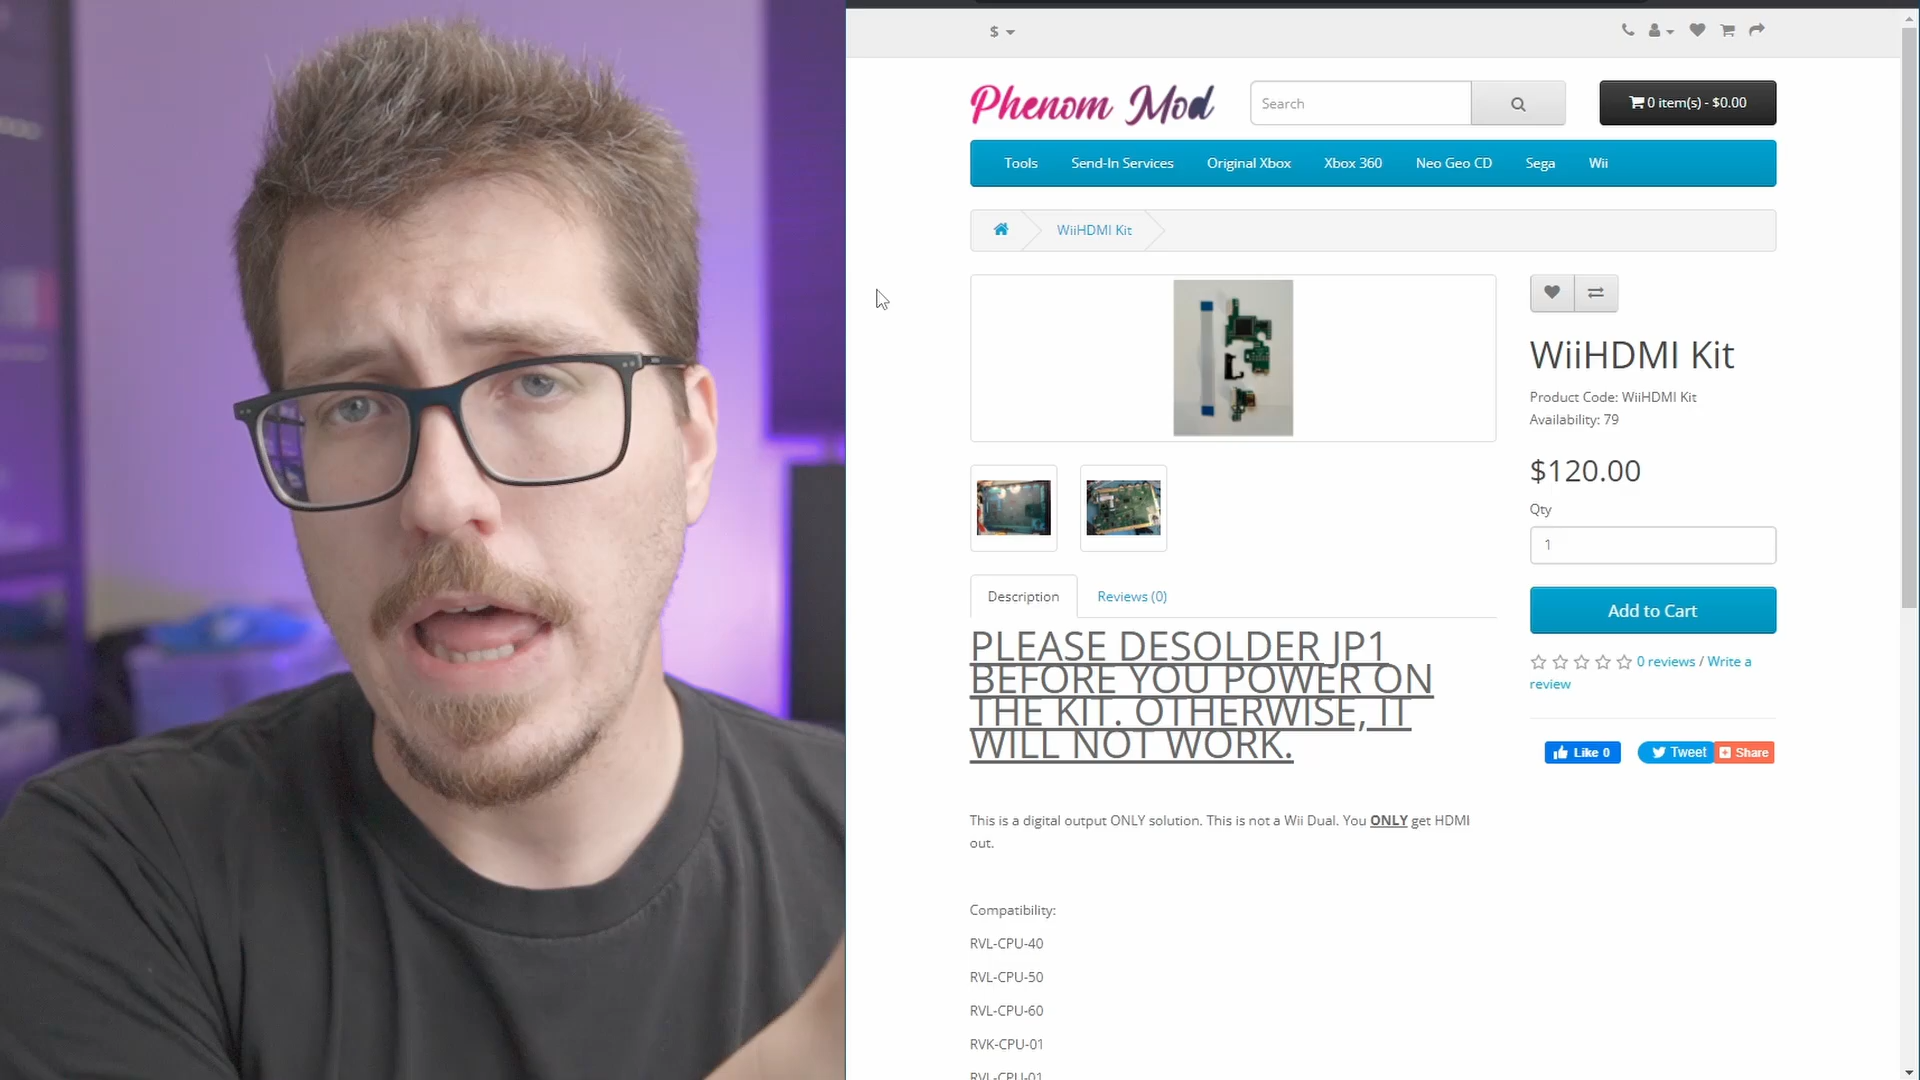 $
Phenom Mod
Search
0 item(s) - $0.00
Tools Send-In Services Original Xbox Xbox 360 Neo Geo CD Sega Wii
WiiHDMI Kit
WiiHDMI Kit
Product Code: WiiHDMI Kit
Availability: 79
$120.00
Qty
1
Add to Cart
0 reviews / Write a
review
Like 0 Tweet Share
Description Reviews (0)
PLEASE DESOLDER JP1
BEFORE YOU POWER ON
THE KIT. OTHERWISE, IT
WILL NOT WORK.
This is a digital output ONLY solution. This is not a Wii Dual. You ONLY get HDMI
out.
Compatibility:
RVL-CPU-40
RVL-CPU-50
RVL-CPU-60
RVK-CPU-01
RVL-CPU-01